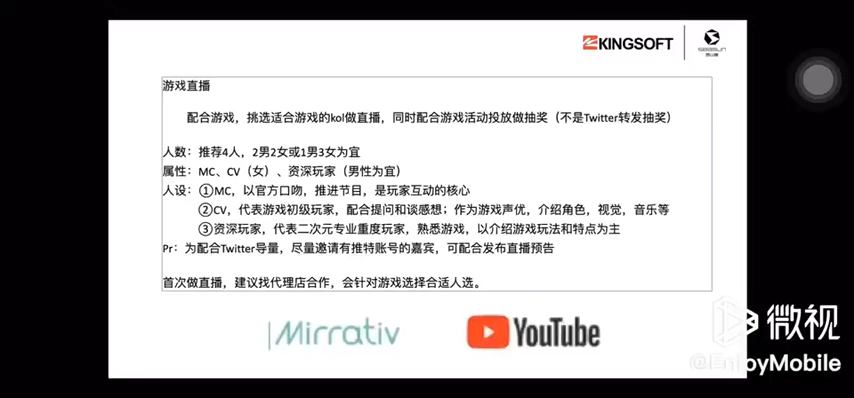 KINGSOFT
SEASUN
西山居
游戏直播
配合游戏，挑选适合游戏的kol做直播，同时配合游戏活动投放做抽奖（不是Twitter转发抽奖）
人数：推荐4人，2男2女或1男3女为宜
属性：MC、CV（女）、资深玩家（男性为宜）
人设：①MC，以官方口吻，推进节目，是玩家互动的核心
②CV，代表游戏初级玩家，配合提问和谈感想；作为游戏声优，介绍角色，视觉，音乐等
③资深玩家，代表二次元专业重度玩家，熟悉游戏，以介绍游戏玩法和特点为主
Pr：为配合Twitter导量，尽量邀请有推特账号的嘉宾，可配合发布直播预告
首次做直播，建议找代理店合作，会针对游戏选择合适人选。
Mirrativ
YouTube
微视
@EnjoyMobile